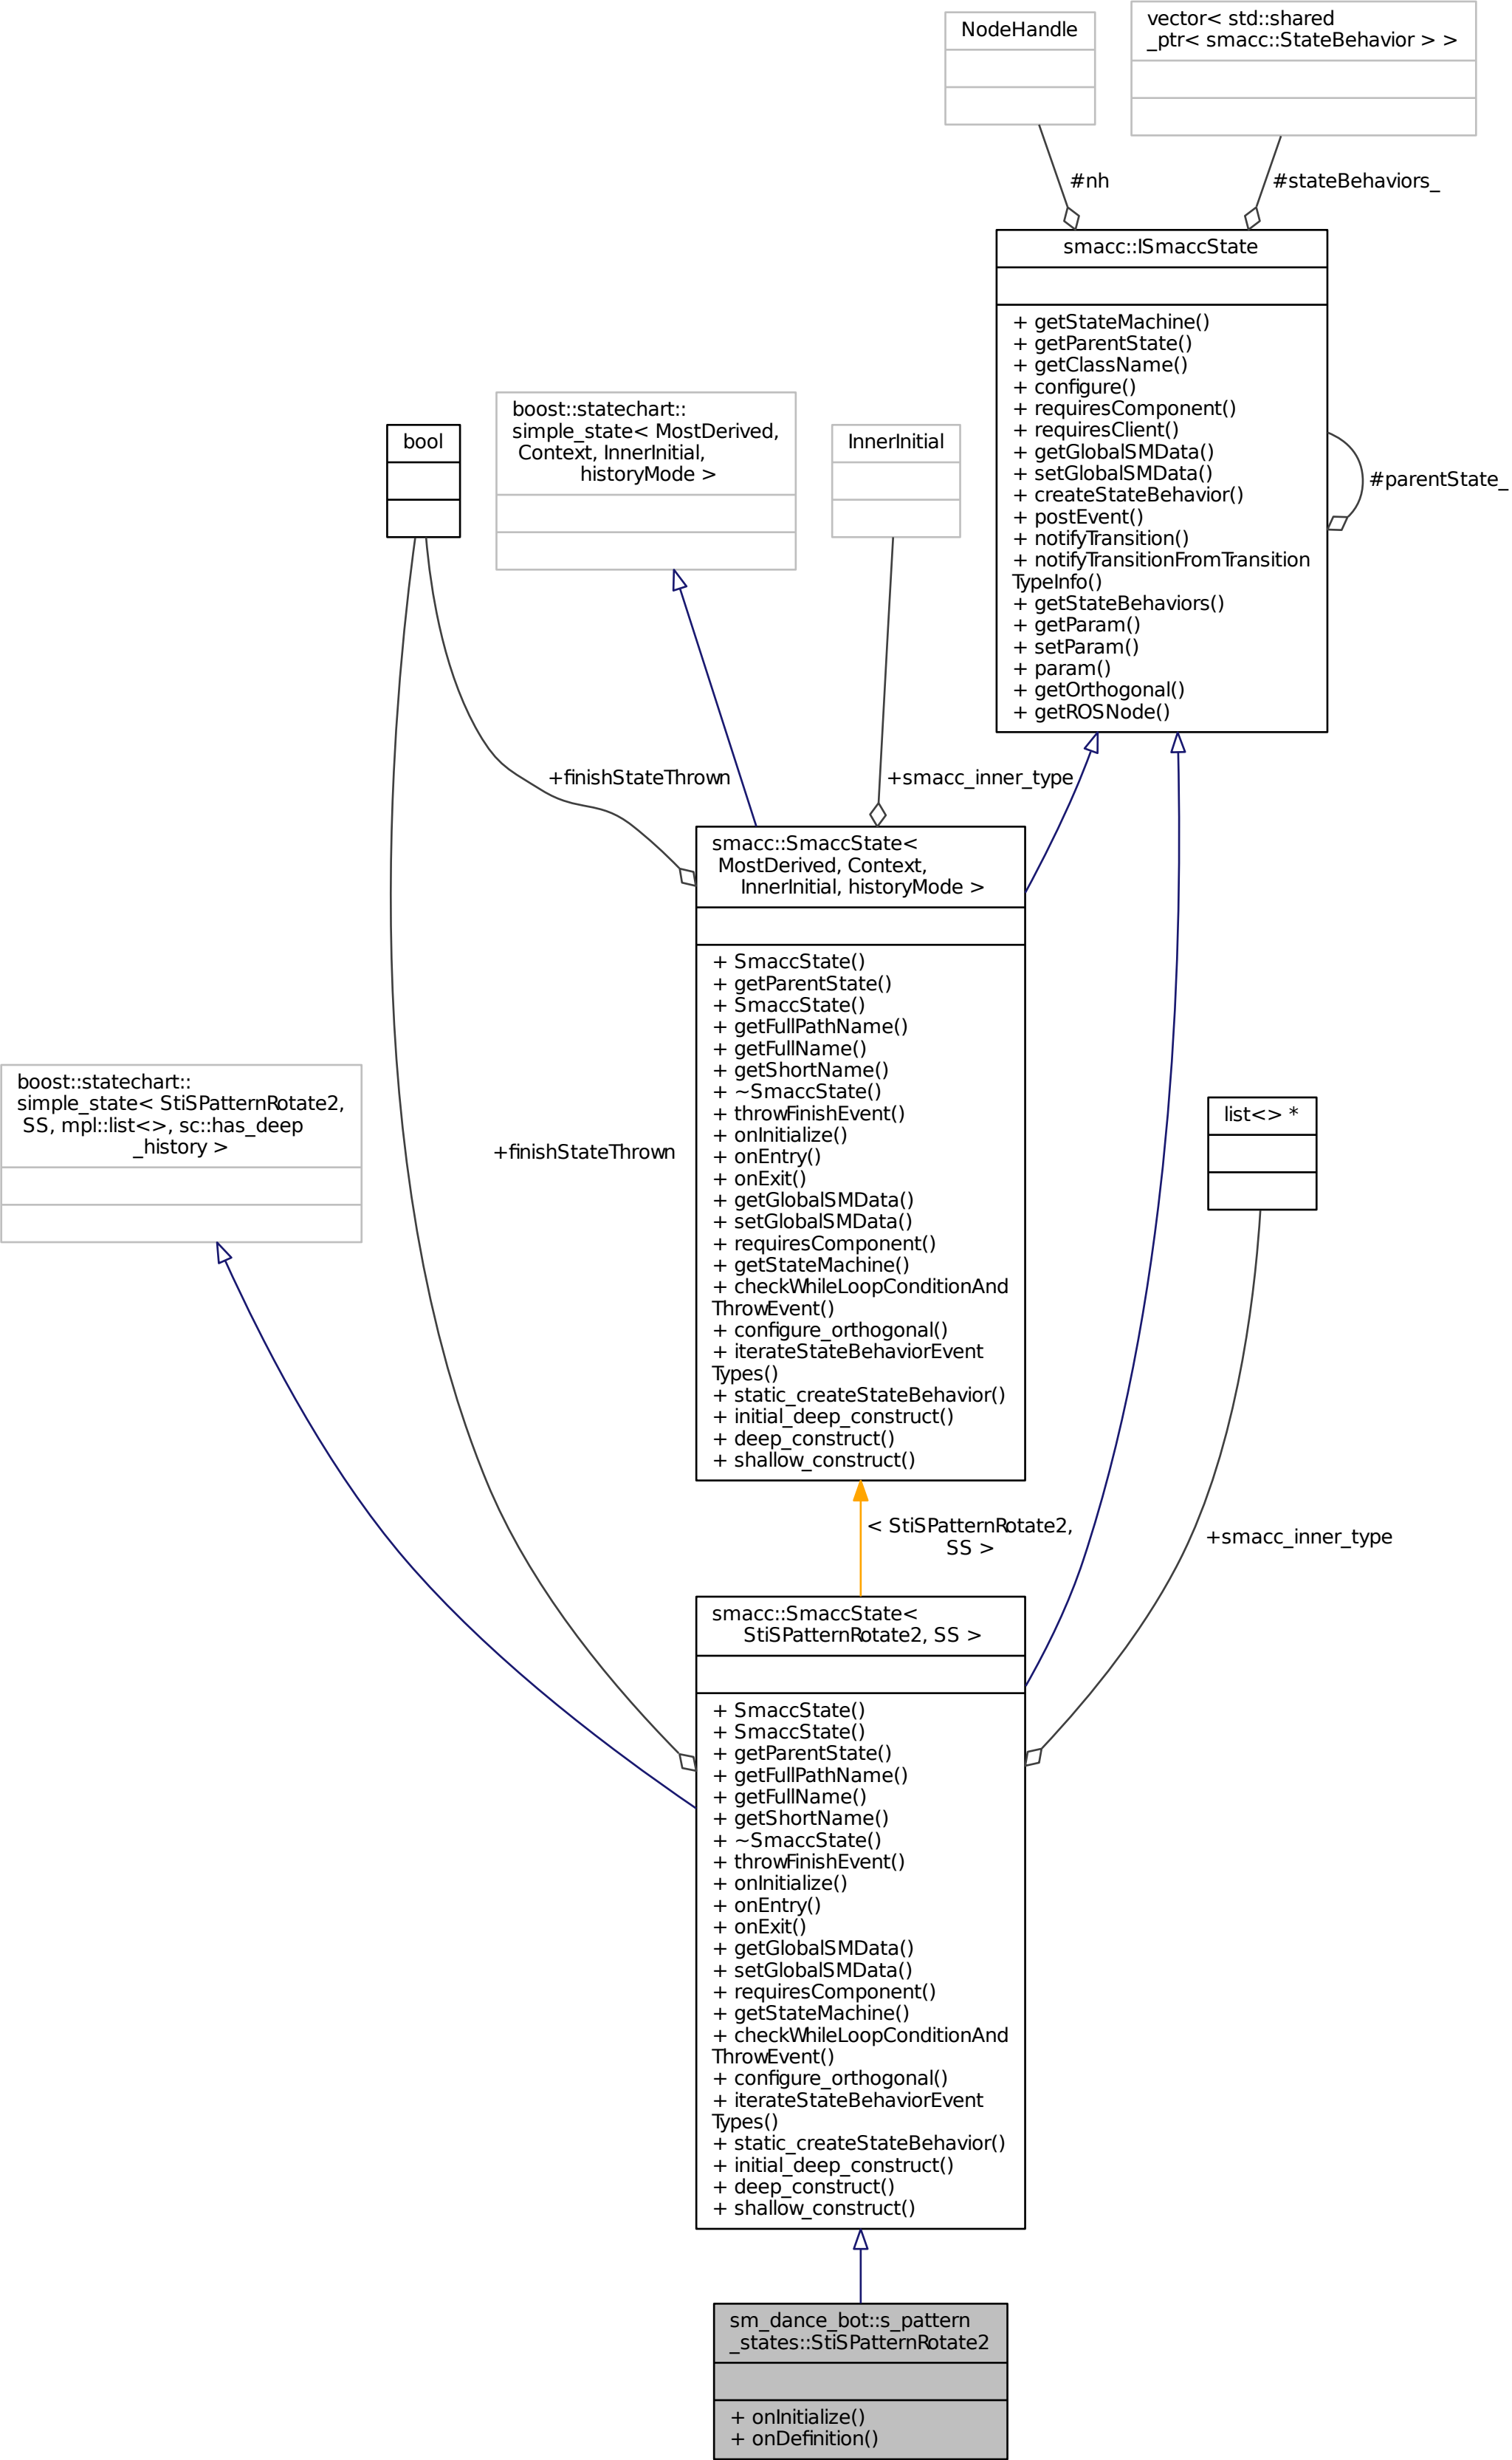 NodeHandle
vector< std::shared
_ptr< smacc::StateBehavior > >
#nh
#stateBehaviors_
smacc::ISmaccState
+ getStateMachine()
+ getParentState()
+ getClassName()
+ configure()
+ requiresComponent()
+ requiresClient()
+ getGlobalSMData()
+ setGlobalSMData()
+ createStateBehavior()
+ postEvent()
+ notifyTransition()
+ notifyTransitionFromTransition
TypeInfo()
+ getStateBehaviors()
+ getParam()
+ setParam()
+ param()
+ getOrthogonal()
+ getROSNode()
#parentState_
bool
boost::statechart::
simple_state< MostDerived,
Context, InnerInitial,
historyMode >
InnerInitial
+finishStateThrown
+smacc_inner_type
smacc::SmaccState<
MostDerived, Context,
InnerInitial, historyMode >
+ SmaccState()
+ getParentState()
+ SmaccState()
+ getFullPathName()
+ getFullName()
+ getShortName()
+ ~SmaccState()
+ throwFinishEvent()
+ onInitialize()
+ onEntry()
+ onExit()
+ getGlobalSMData()
+ setGlobalSMData()
+ requiresComponent()
+ getStateMachine()
+ checkWhileLoopConditionAnd
ThrowEvent()
+ configure_orthogonal()
+ iterateStateBehaviorEvent
Types()
+ static_createStateBehavior()
+ initial_deep_construct()
+ deep_construct()
+ shallow_construct()
boost::statechart::
simple_state< StiSPatternRotate2,
SS, mpl::list<>, sc::has_deep
_history >
+finishStateThrown
list<> *
< StiSPatternRotate2,
SS >
+smacc_inner_type
smacc::SmaccState<
StiSPatternRotate2, SS >
+ SmaccState()
+ SmaccState()
+ getParentState()
+ getFullPathName()
+ getFullName()
+ getShortName()
+ ~SmaccState()
+ throwFinishEvent()
+ onInitialize()
+ onEntry()
+ onExit()
+ getGlobalSMData()
+ setGlobalSMData()
+ requiresComponent()
+ getStateMachine()
+ checkWhileLoopConditionAnd
ThrowEvent()
+ configure_orthogonal()
+ iterateStateBehaviorEvent
Types()
+ static_createStateBehavior()
+ initial_deep_construct()
+ deep_construct()
+ shallow_construct()
sm_dance_bot::s_pattern
_states::StiSPatternRotate2
+ onInitialize()
+ onDefinition()